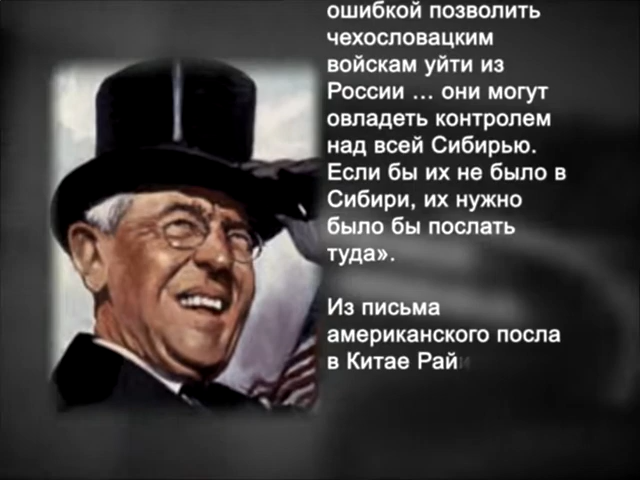 ошибкой позволить
чехословацким
войскам уйти из
России ... они могут
овладеть контролем
над всей Сибирью.
Если бы их не было в
Сибири, их нужно
было бы послать
туда».
Из письма
американского посла
в Китае Рай